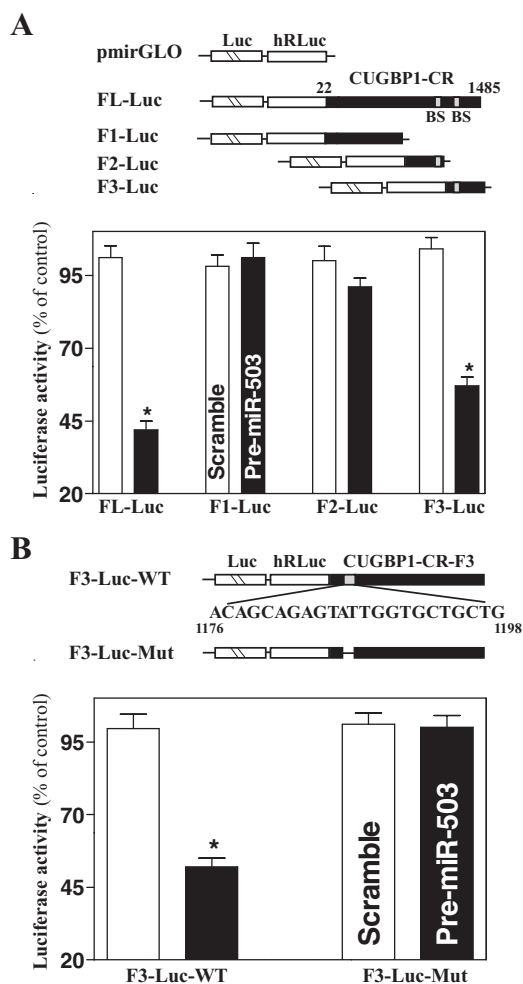 A
Luc hRLuc
pmirGLO
22 CUGBP1-CR 1485
FL-Luc
BS BS
F1-Luc
F2-Luc
F3-Luc
Luciferase activity (% of control)
95
70
45
20
*
Scramble
Pre-miR-503
*
FL-Luc F1-Luc F2-Luc F3-Luc
B
Luc hRLuc CUGBP1-CR-F3
F3-Luc-WT
ACAGCAGAGTATTGGTGCTGCTG
1176 1198
F3-Luc-Mut
Luciferase activity (% of control)
95
70
45
20
*
Scramble
Pre-miR-503
F3-Luc-WT F3-Luc-Mut